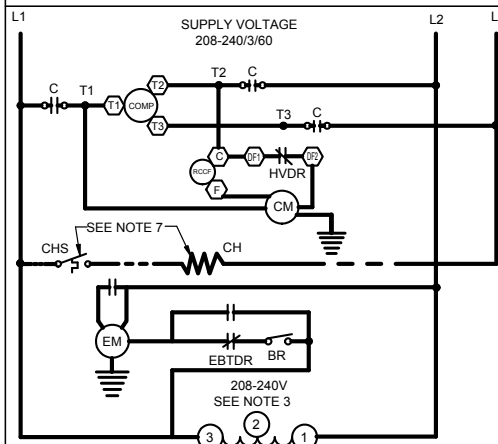 L1
SUPPLY VOLTAGE
208-240/3/60
L2
L
C
T1
T1
COMP
T2
T3
T2
C
T3
C
C
DF1
HVDR
DF2
RCCF
F
CM
SEE NOTE 7
CHS
CH
EM
EBTDR
BR
208-240V
SEE NOTE 3
3
2
1